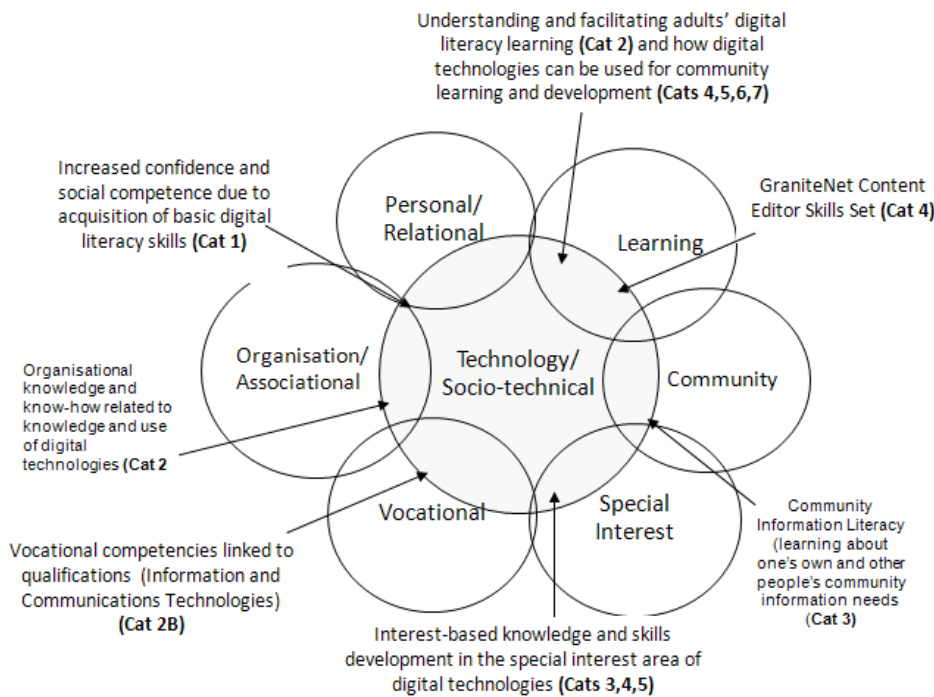 Understanding and facilitating adults’ digital
literacy learning (Cat 2) and how digital
technologies can be used for community
learning and development (Cats 4,5,6,7)
Increased confidence and
social competence due to
acquisition of basic digital
literacy skills (Cat 1)
GraniteNet Content
Editor Skills Set (Cat 4)
Personal/
Relational
Learning
Organisation/
Associational
Technology/
Socio-technical
Community
Organisational
knowledge and
know-how related to
knowledge and use
of digital
technologies (Cat 2
Vocational
Special
Interest
Community
Information Literacy
(learning about
one’s own and other
people’s community
information needs
(Cat 3)
Vocational competencies linked to
qualifications (Information and
Communications Technologies)
(Cat 2B)
Interest-based knowledge and skills
development in the special interest area of
digital technologies (Cats 3,4,5)